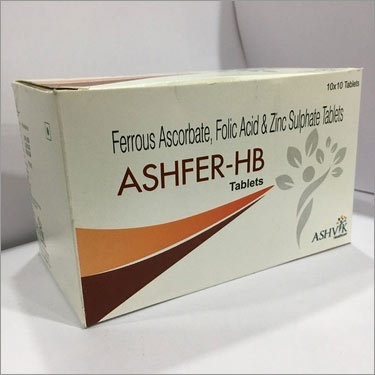 10x10 Tablets
Ferrous Ascorbate, Folic Acid & Zinc Sulphate Tablets
ASHFER-HB
Tablets
ASHVIK